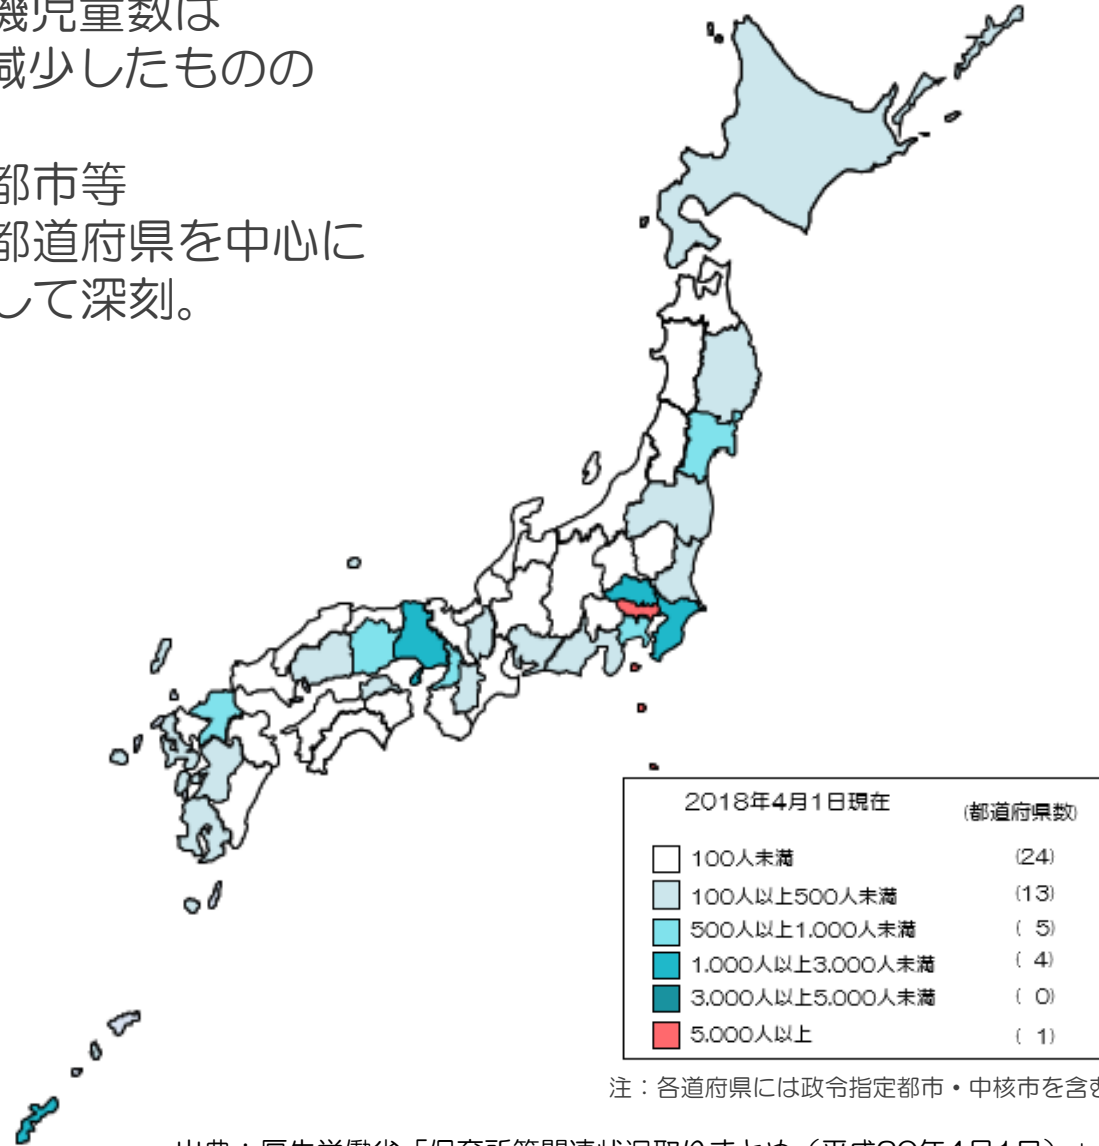 機児童数は
減少したものの
都市等
都道府県を中心に
して深刻。
2018年4月1日現在
(都道府県数)
100人未満 (24)
100人以上500人未満 (13)
500人以上1,000人未満 ( 5)
1,000人以上3,000人未満 ( 4)
3,000人以上5,000人未満 ( 0)
5,000人以上 ( 1)
注：各道府県には政令指定都市・中核市を含む